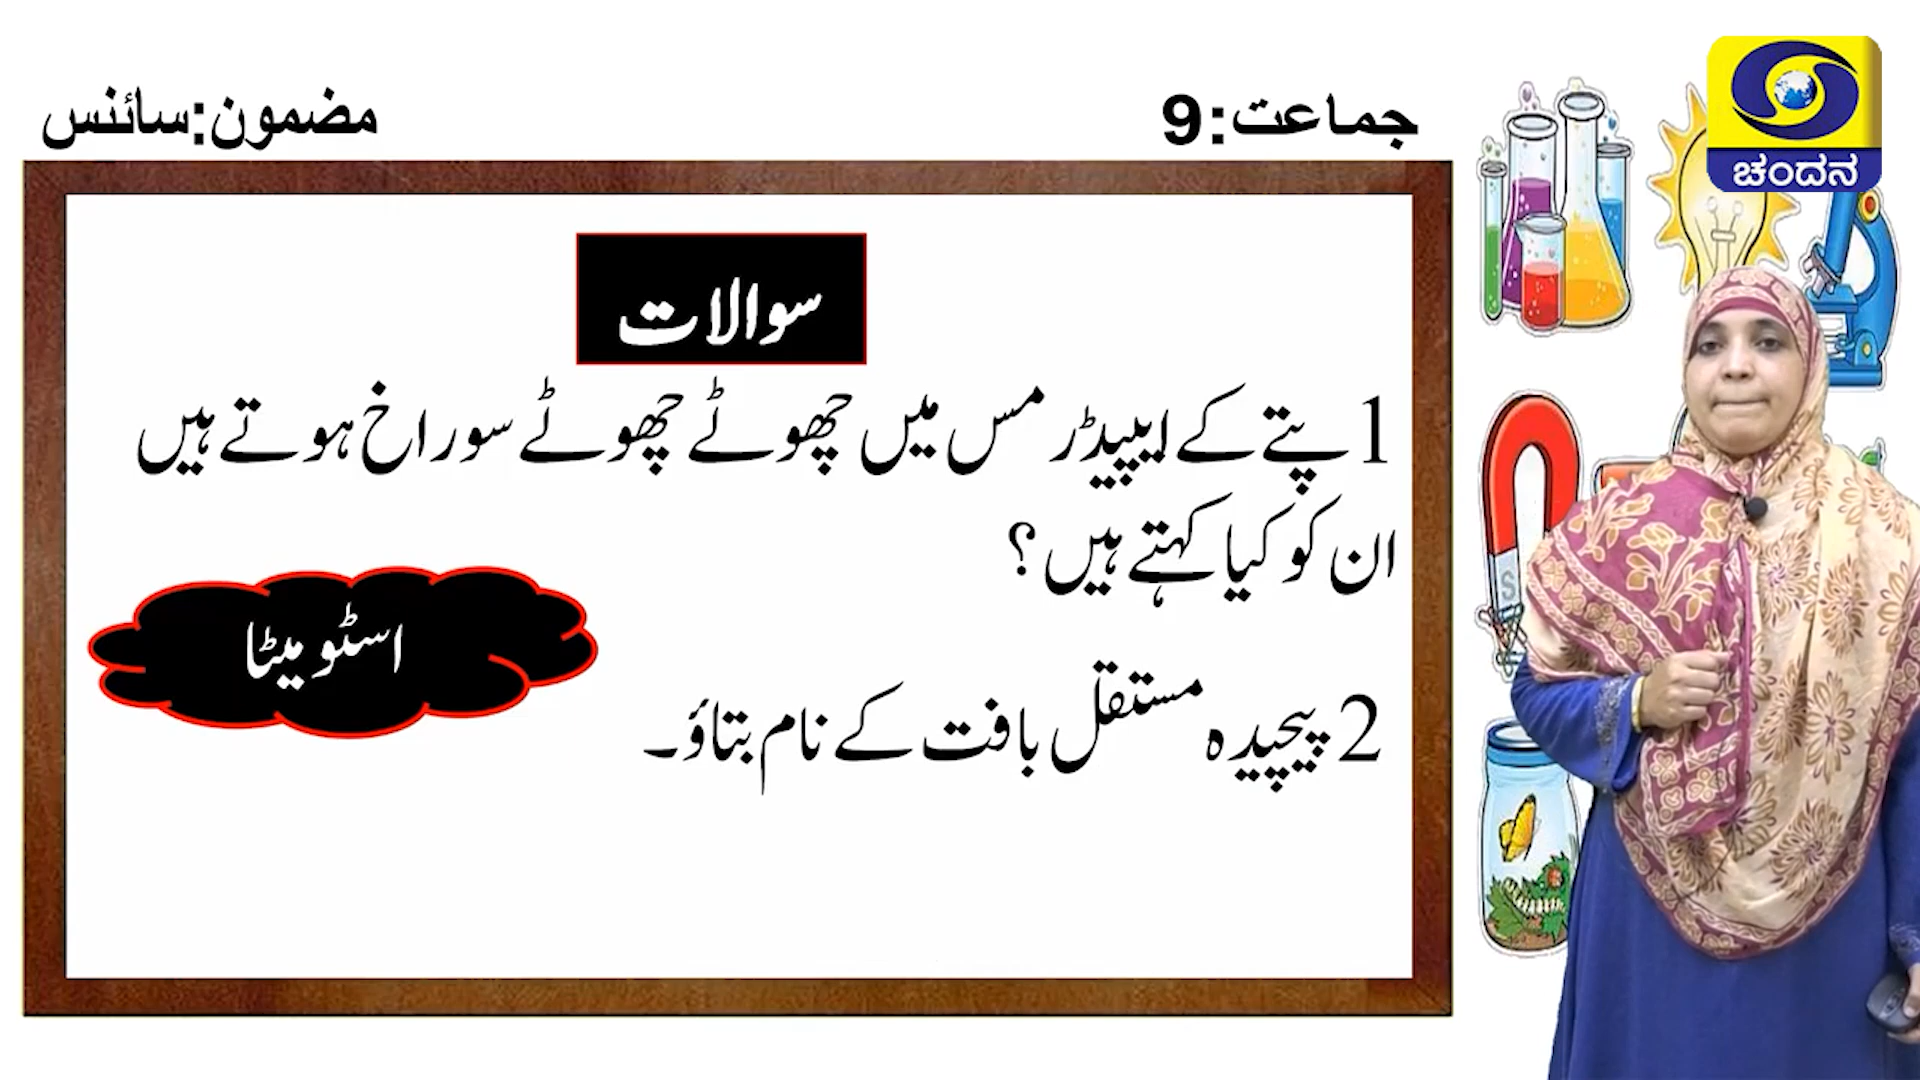 جماعت:9
مضمون:سائنس
ಚಂದನ
سوالات
1 پتے کے ایپیڈرمس میں چھوٹے چھوٹے سوراخ ہوتے ہیں
ان کو کیا کہتے ہیں؟
اسٹومیٹا
2 پیچیدہ مستقل بافت کے نام بتاؤ۔